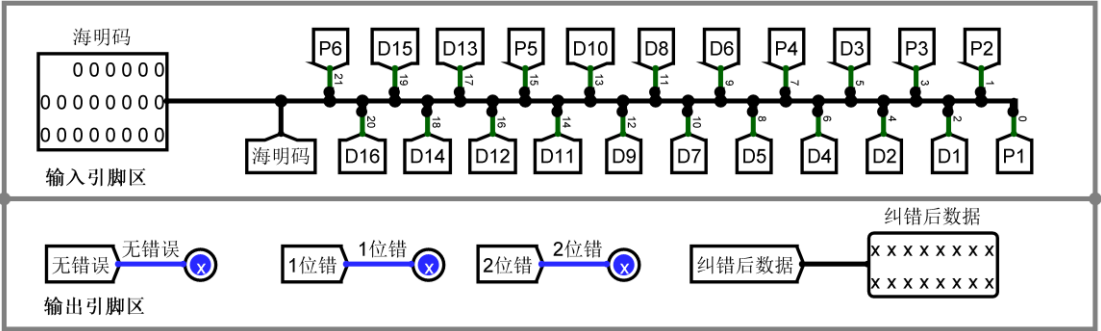 海明码
000000
00000000
00000000
输入引脚区
P6 D15 D13 P5 D10 D8 D6 P4 D3 P3 P2
21 19 17 15 13 11 9 7 5 3 1
20 18 16 14 12 10 8 6 4 2 0
海明码 D16 D14 D12 D11 D9 D7 D5 D4 D2 D1 P1
无错误 无错误 x
1位错 1位错 x
2位错 2位错 x
纠错后数据
纠错后数据
x x x x x x x x
x x x x x x x x
输出引脚区